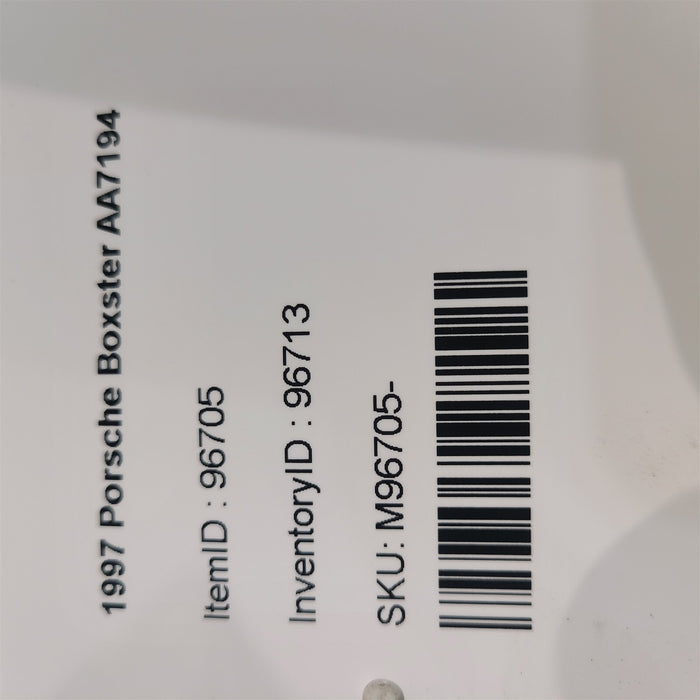 1997 Porsche Boxster AA7194
ItemID : 96705
InventoryID : 96713
SKU: M96705-